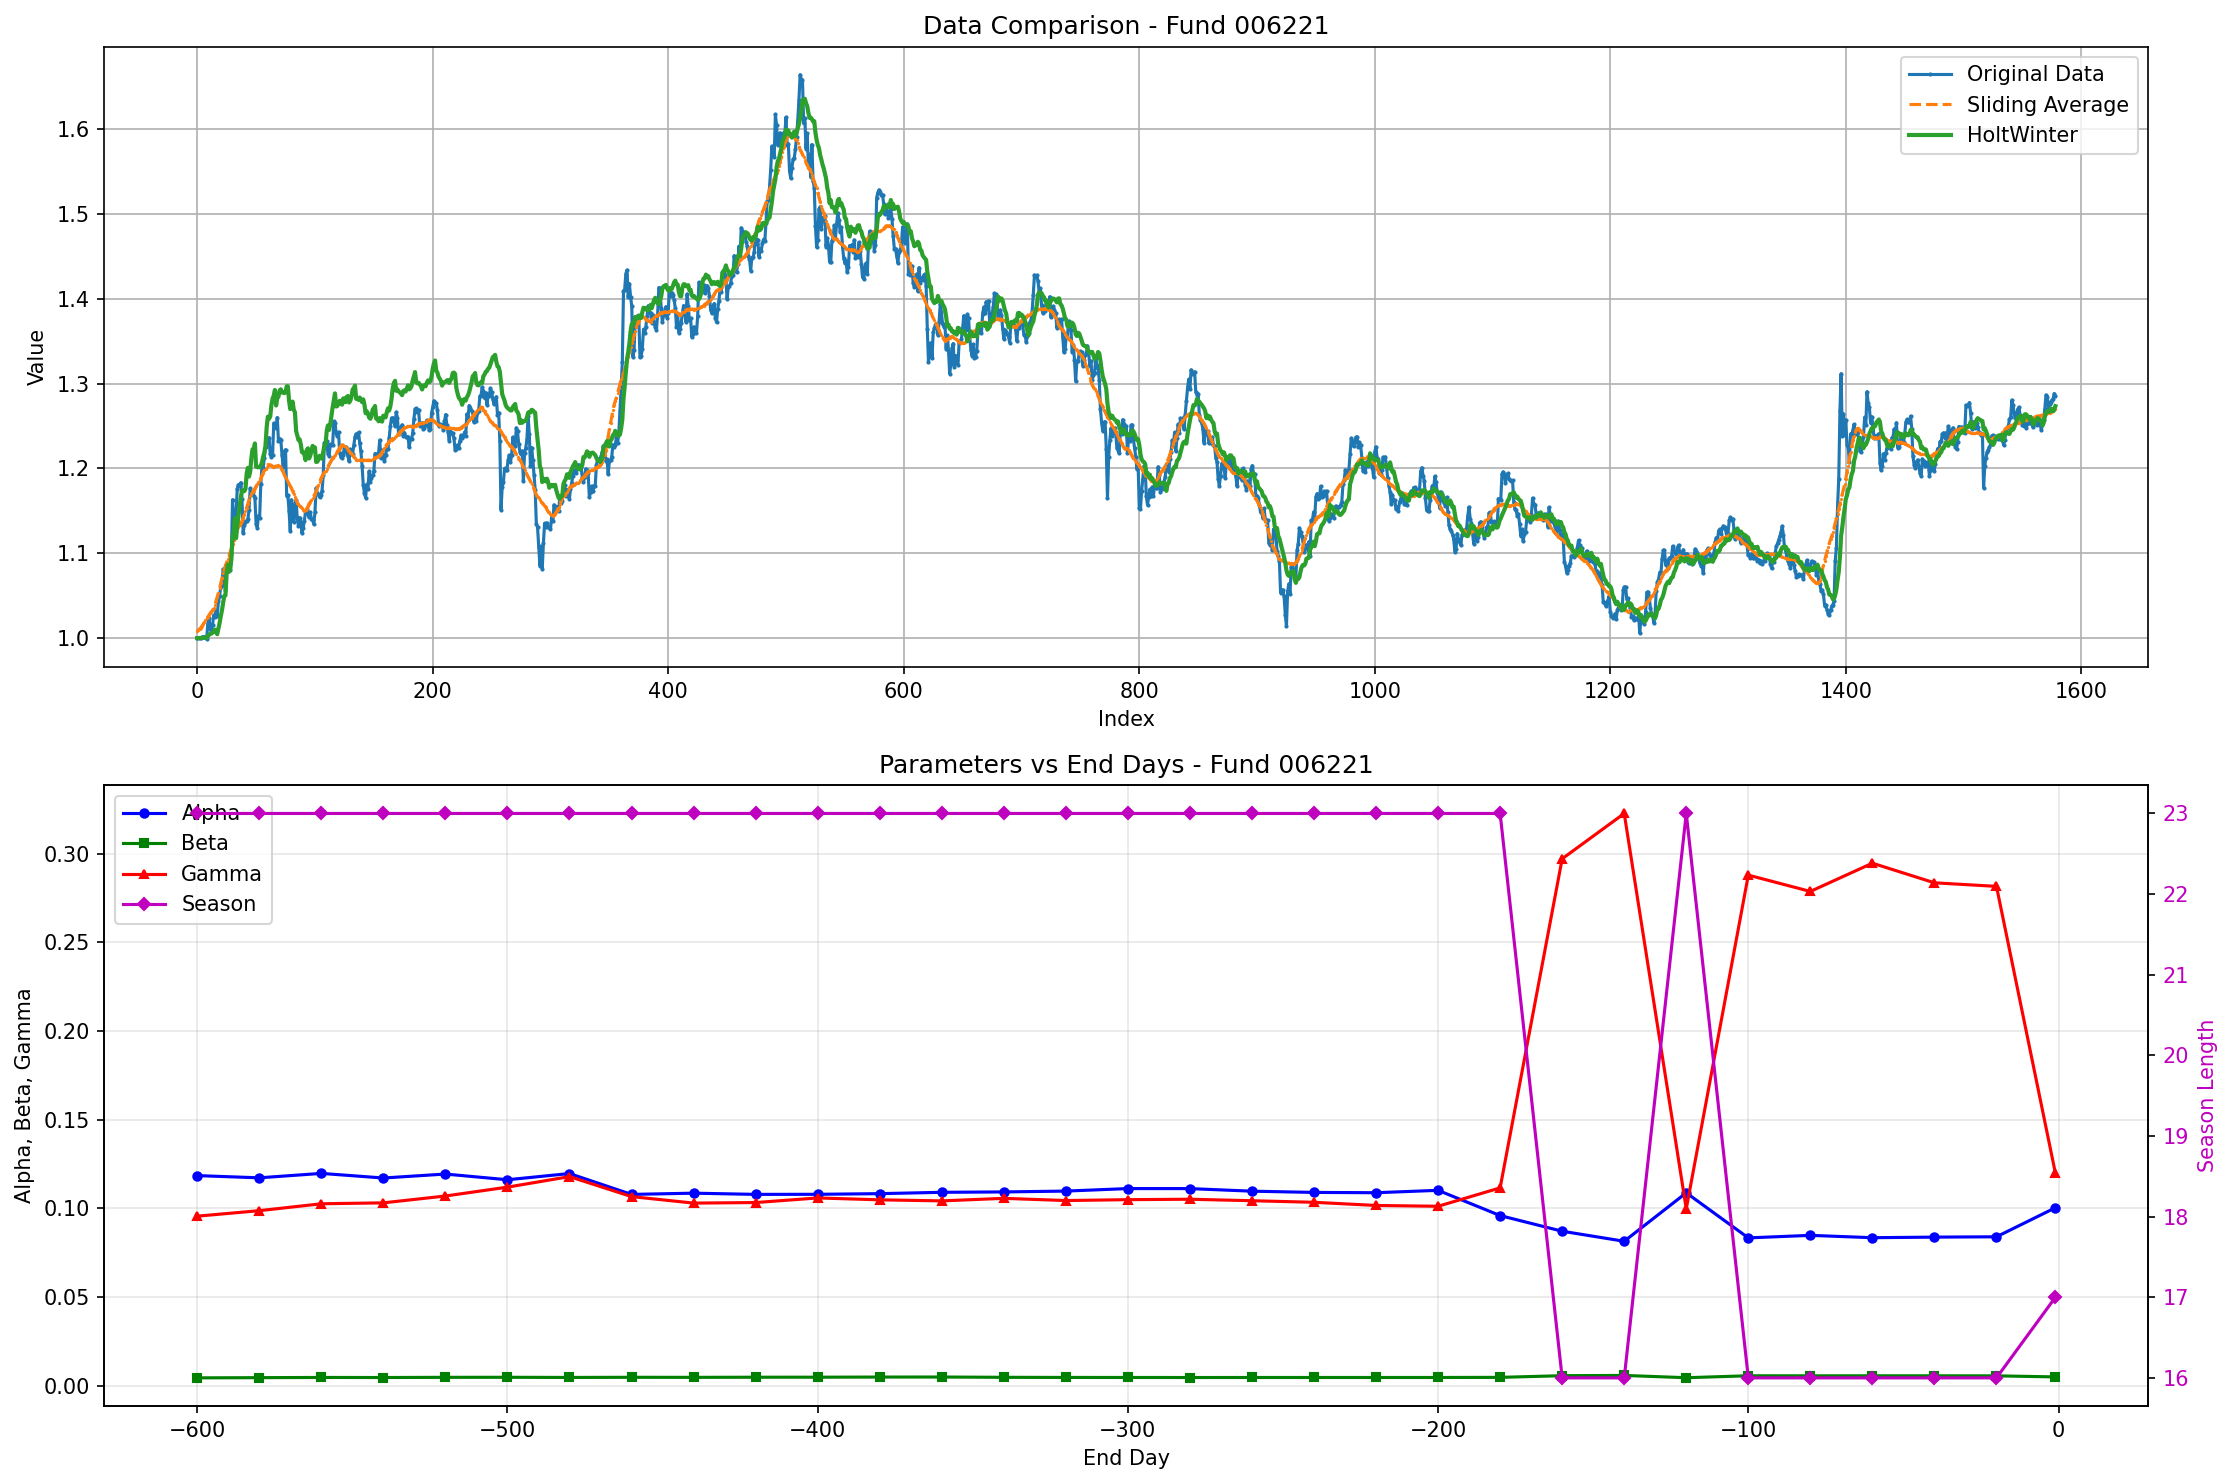 Data Comparison - Fund 006221
Original Data
Sliding Average
HoltWinter
Value
1.6
1.5
1.4
1.3
1.2
1.1
1.0
0 200 400 600 800 1000 1200 1400 1600
Index
Parameters vs End Days - Fund 006221
Alpha
Beta
Gamma
Season
Alpha, Beta, Gamma
0.30
0.25
0.20
0.15
0.10
0.05
0.00
23
22
21
20
19
18
17
16
Season Length
−600 −500 −400 −300 −200 −100 0
End Day